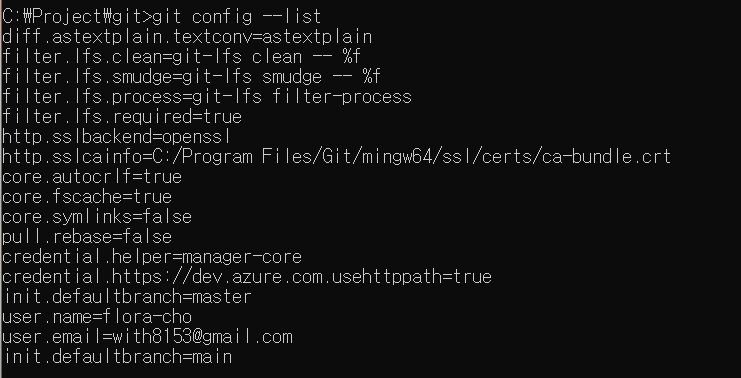 C:₩Project₩git>git config --list
diff.astextplain.textconv=astextplain
filter.lfs.clean=git-lfs clean -- %f
filter.lfs.smudge=git-lfs smudge -- %f
filter.lfs.process=git-lfs filter-process
filter.lfs.required=true
http.sslbackend=openssl
http.sslcainfo=C:/Program Files/Git/mingw64/ssl/certs/ca-bundle.crt
core.autocrlf=true
core.fscache=true
core.symlinks=false
pull.rebase=false
credential.helper=manager-core
credential.https://dev.azure.com.usehttppath=true
init.defaultbranch=master
user.name=flora-cho
user.email=with8153@gmail.com
init.defaultbranch=main